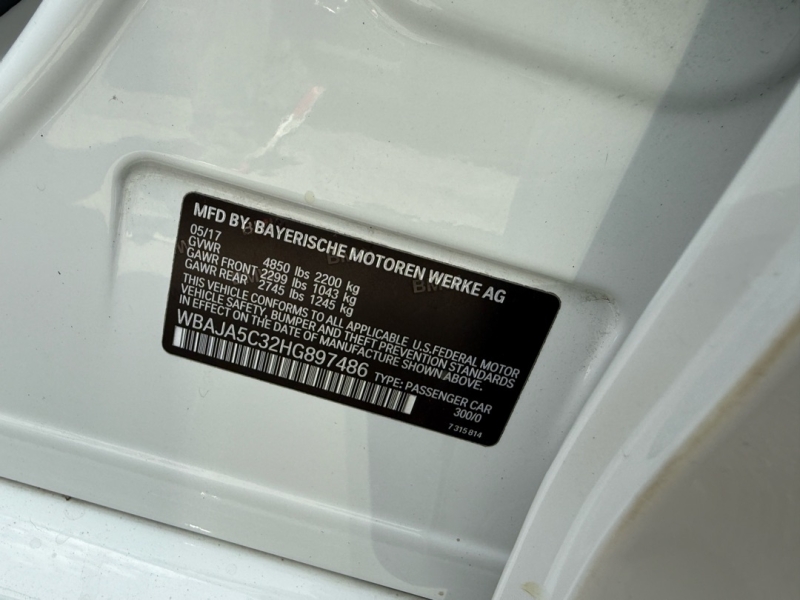 MFD BY BAYERISCHE MOTOREN WERKE AG
05/17
GVWR 4850 lbs 2200 kg
GAWR FRONT 2299 lbs 1043 kg
GAWR REAR 2745 lbs 1245 kg
THIS VEHICLE CONFORMS TO ALL APPLICABLE U.S.FEDERAL MOTOR
VEHICLE SAFETY, BUMPER AND THEFT PREVENTION STANDARDS
IN EFFECT ON THE DATE OF MANUFACTURE SHOWN ABOVE.
WBAJA5C32HG897486 TYPE: PASSENGER CAR
300/0
7 315 814